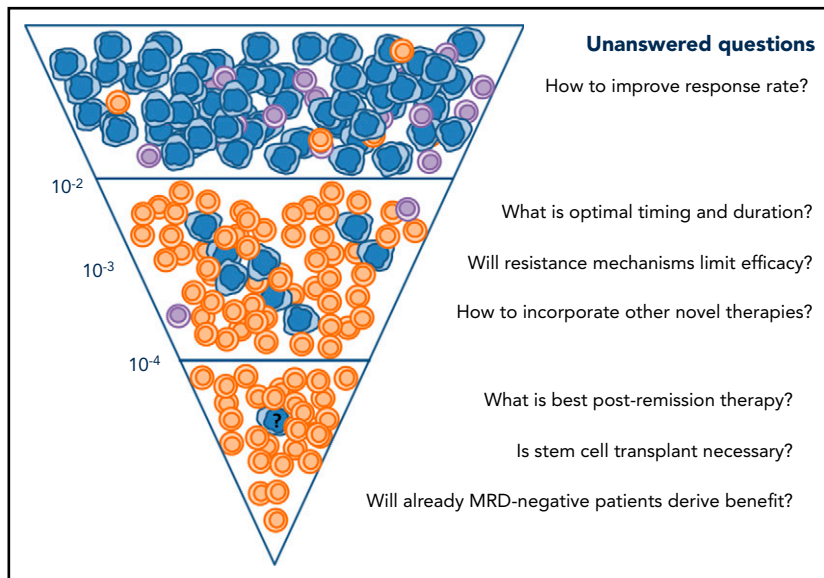 Unanswered questions
How to improve response rate?
10-2
What is optimal timing and duration?
10-3
Will resistance mechanisms limit efficacy?
How to incorporate other novel therapies?
10-4
What is best post-remission therapy?
?
Is stem cell transplant necessary?
Will already MRD-negative patients derive benefit?